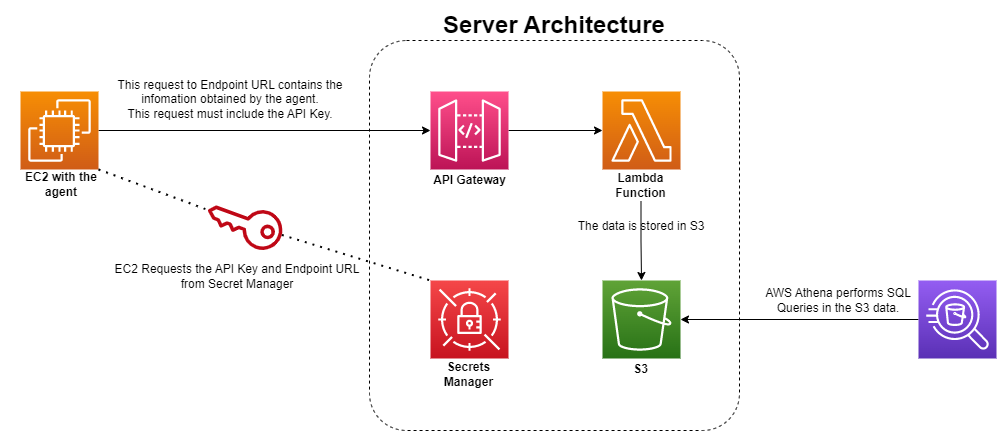 Server Architecture
This request to Endpoint URL contains the
infomation obtained by the agent.
This request must include the API Key.
EC2 with the
agent
API Gateway
Lambda
Function
The data is stored in S3
EC2 Requests the API Key and Endpoint URL
from Secret Manager
AWS Athena performs SQL
Queries in the S3 data.
Secrets
Manager
S3